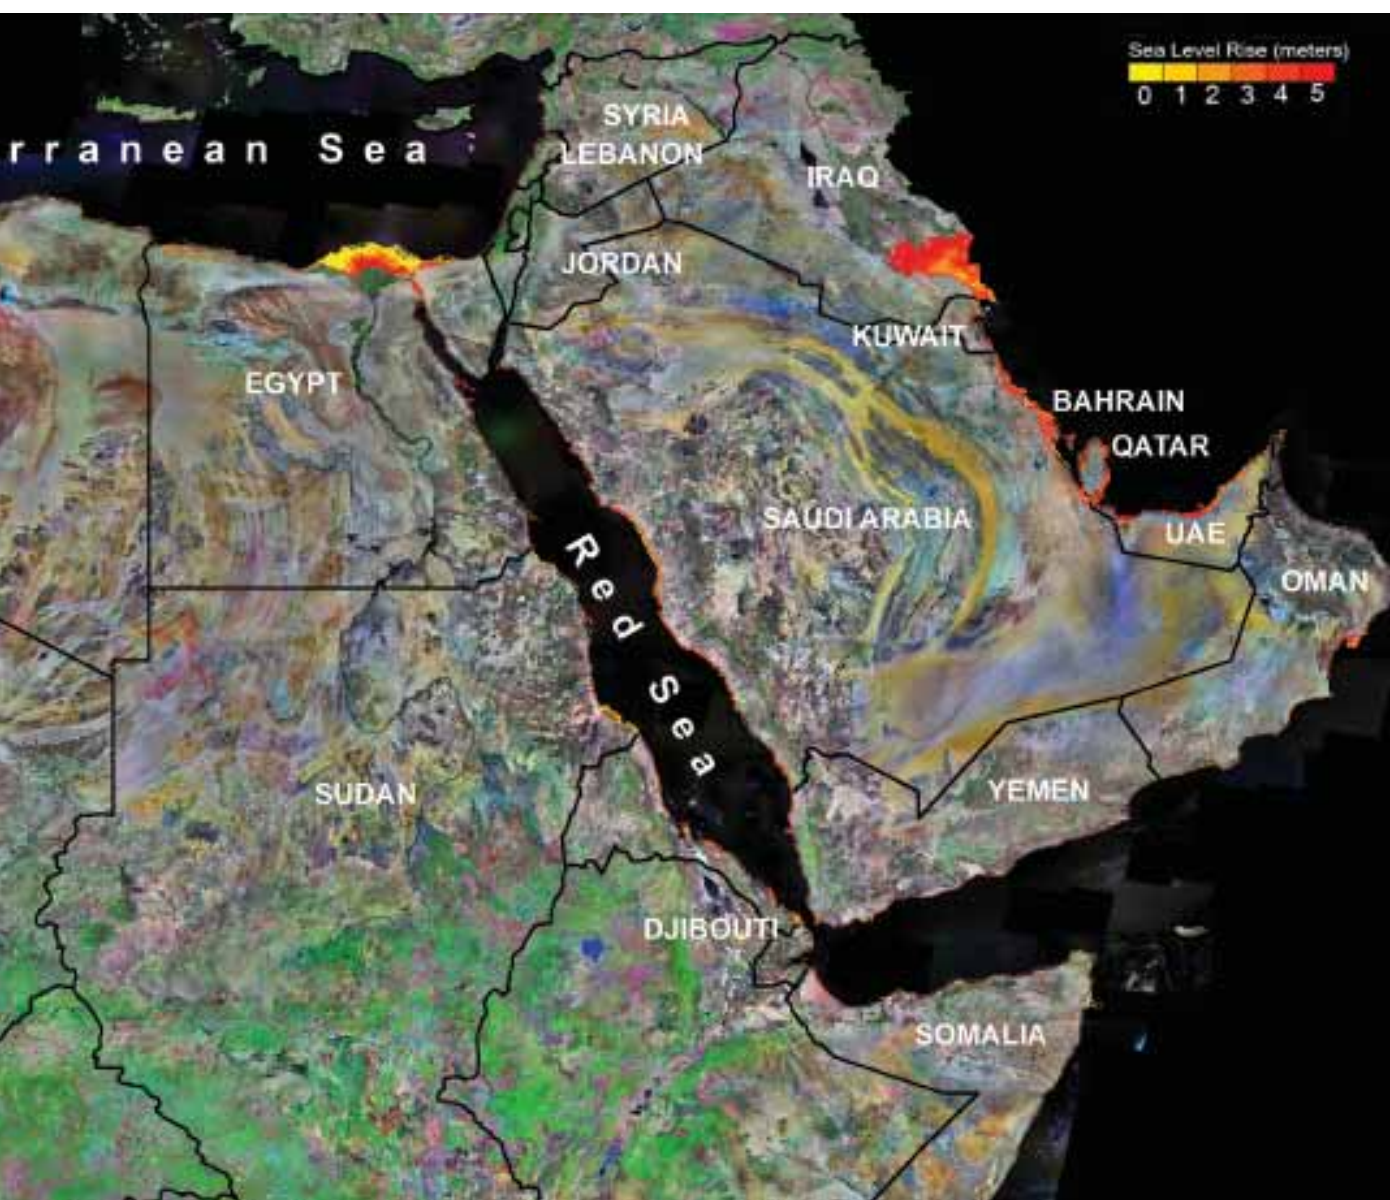 Sea Level Rise (meters)
0 1 2 3 4 5
SYRIA
rranean Sea
LEBANON
IRAQ
JORDAN
KUWAIT
EGYPT
BAHRAIN
QATAR
SAUDI ARABIA
UAE
Red Sea
OMAN
YEMEN
SUDAN
DJIBOUTI
SOMALIA